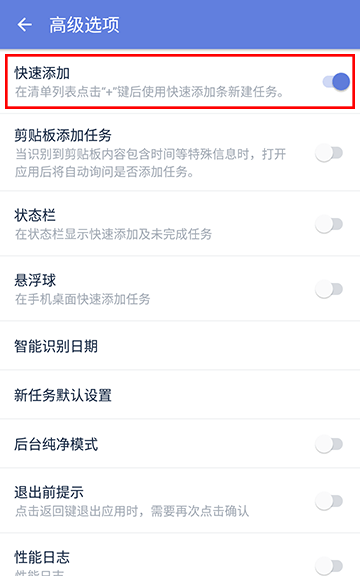 高级选项
快速添加
在清单列表点击“+”键后使用快速添加条新建任务。
剪贴板添加任务
当识别到剪贴板内容包含时间等特殊信息时，打开
应用后将自动询问是否添加任务。
状态栏
在状态栏显示快速添加及未完成任务
悬浮球
在手机桌面快速添加任务
智能识别日期
新任务默认设置
后台纯净模式
退出前提示
点击返回键退出应用时，需要再次点击确认
性能日志
性能日志